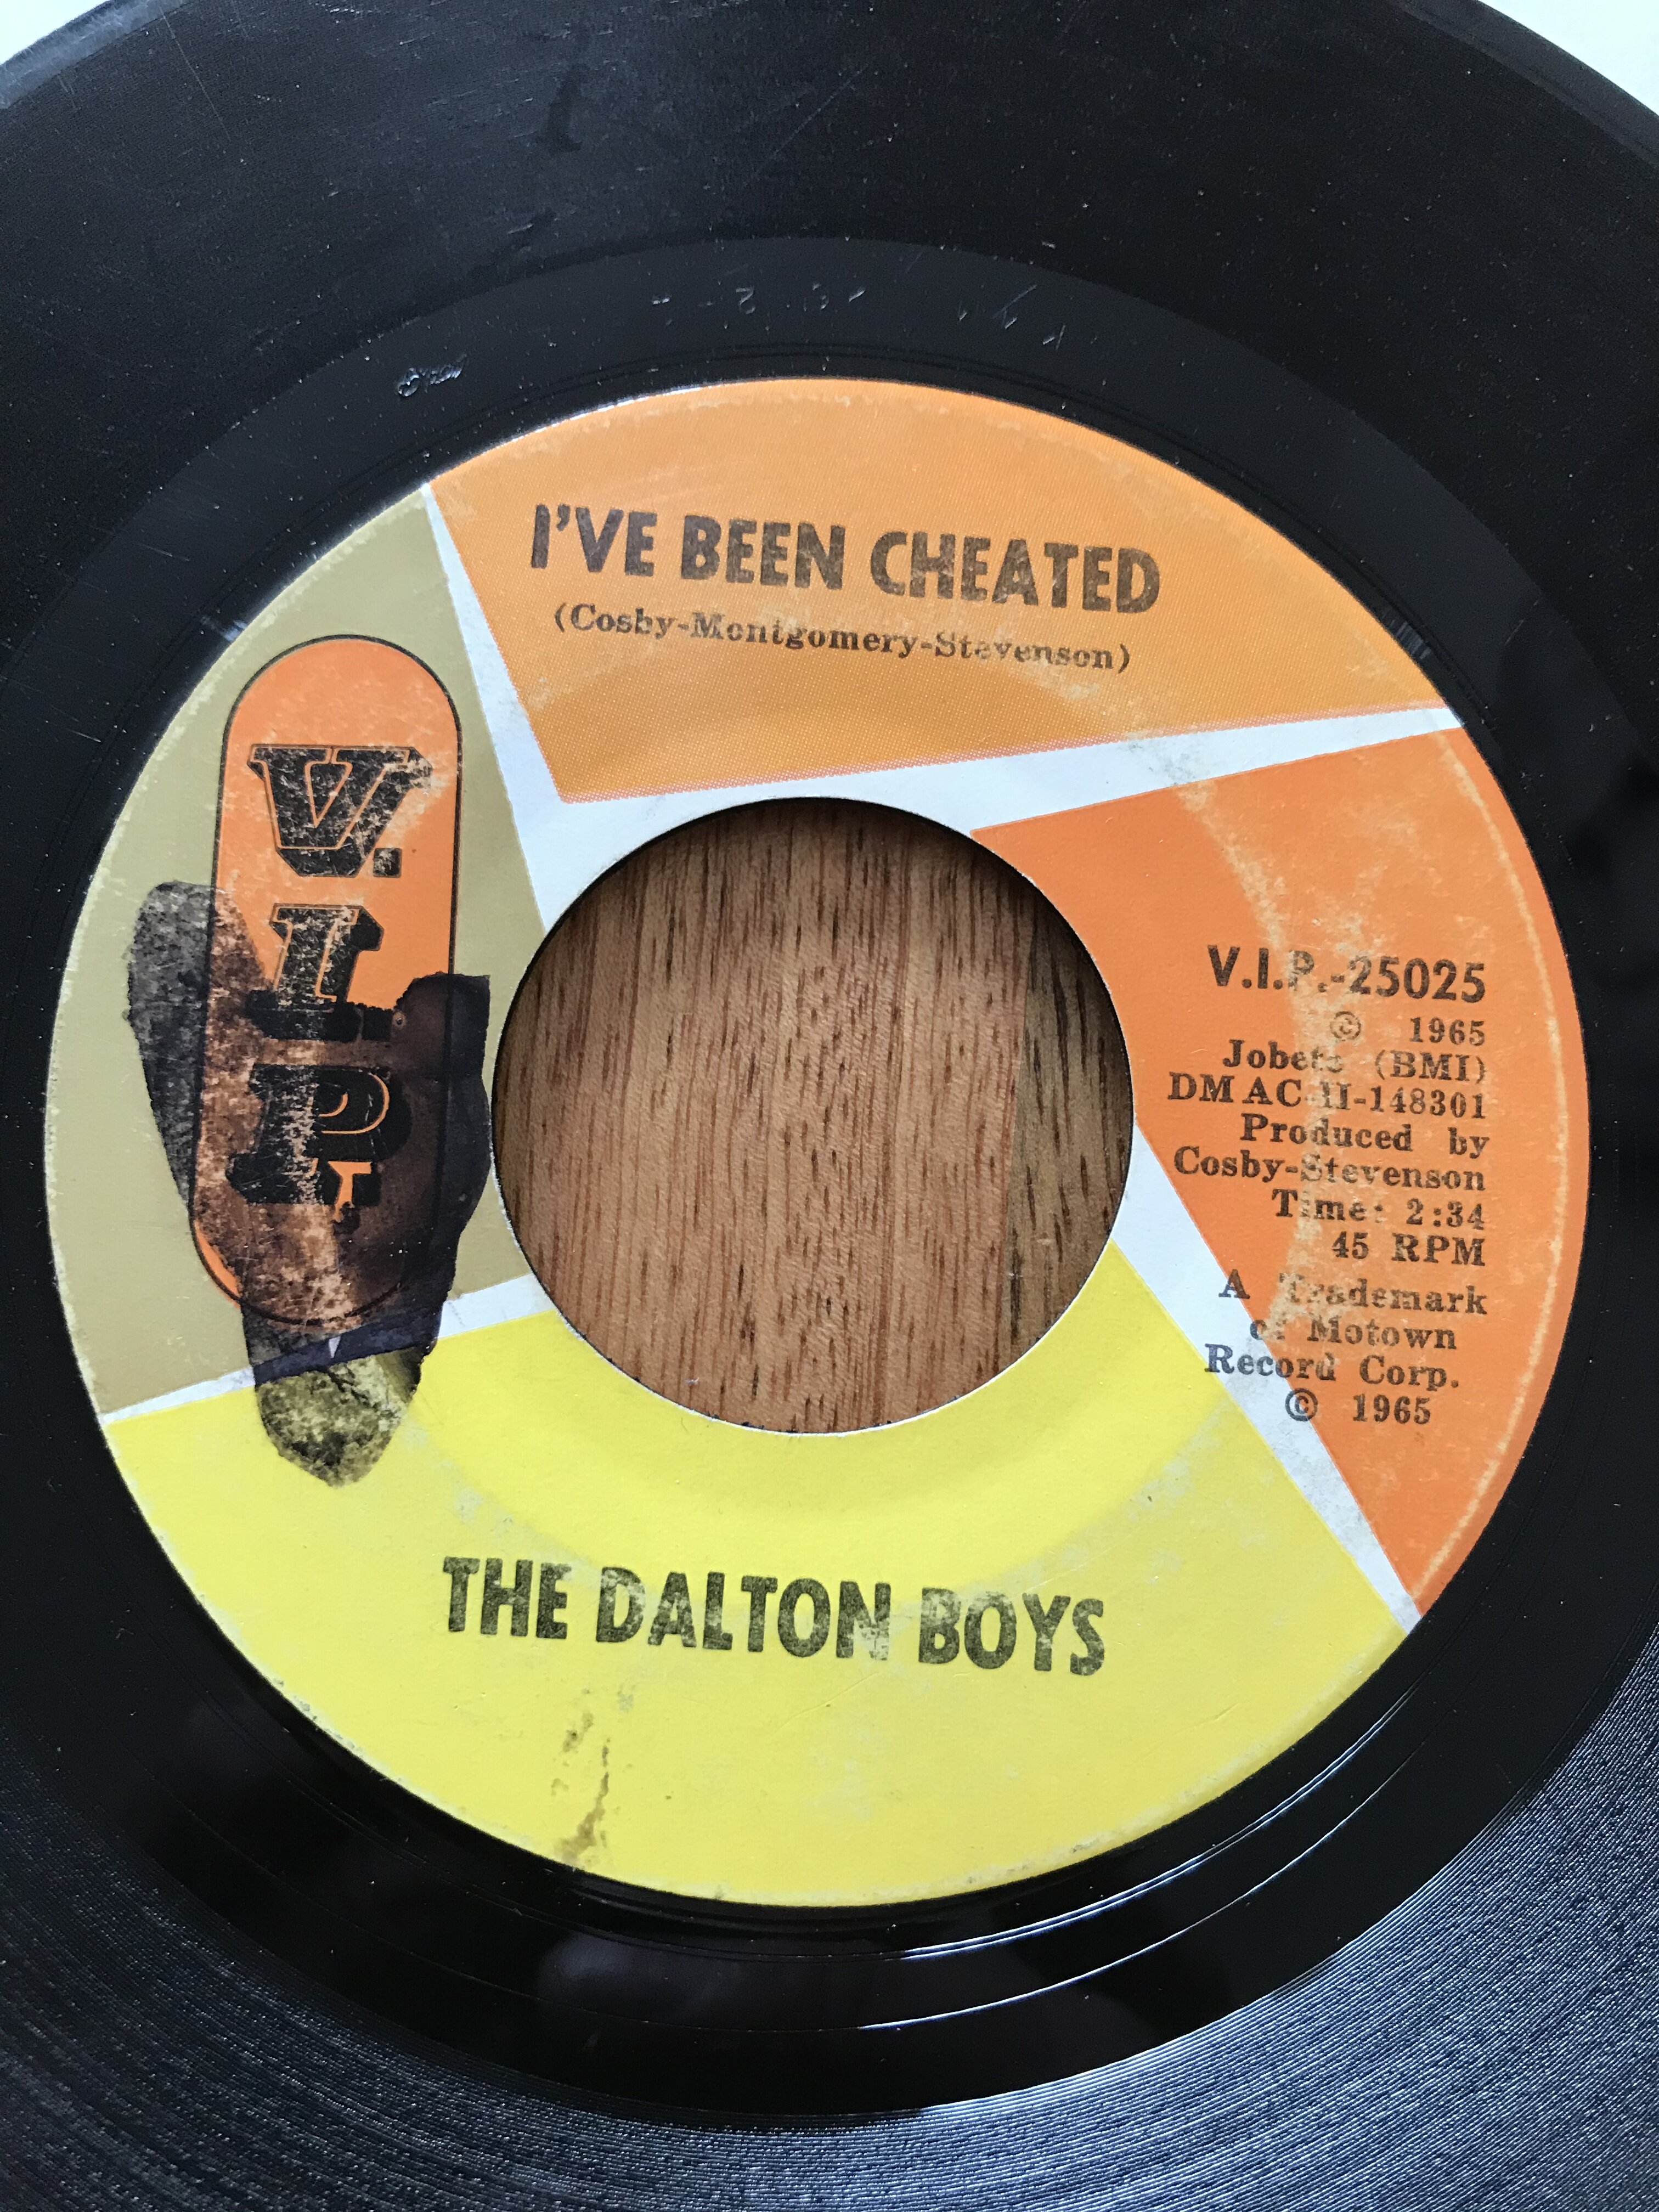 I'VE BEEN CHEATED
(Cosby-Montgomery-Stevenson)
V.I.P.
V.I.P.-25025
© 1965
Jobete (BMI)
DM AC-II-148301
Produced by
Cosby-Stevenson
Time: 2:34
45 RPM
A Trademark
of Motown
Record Corp.
© 1965
THE DALTON BOYS